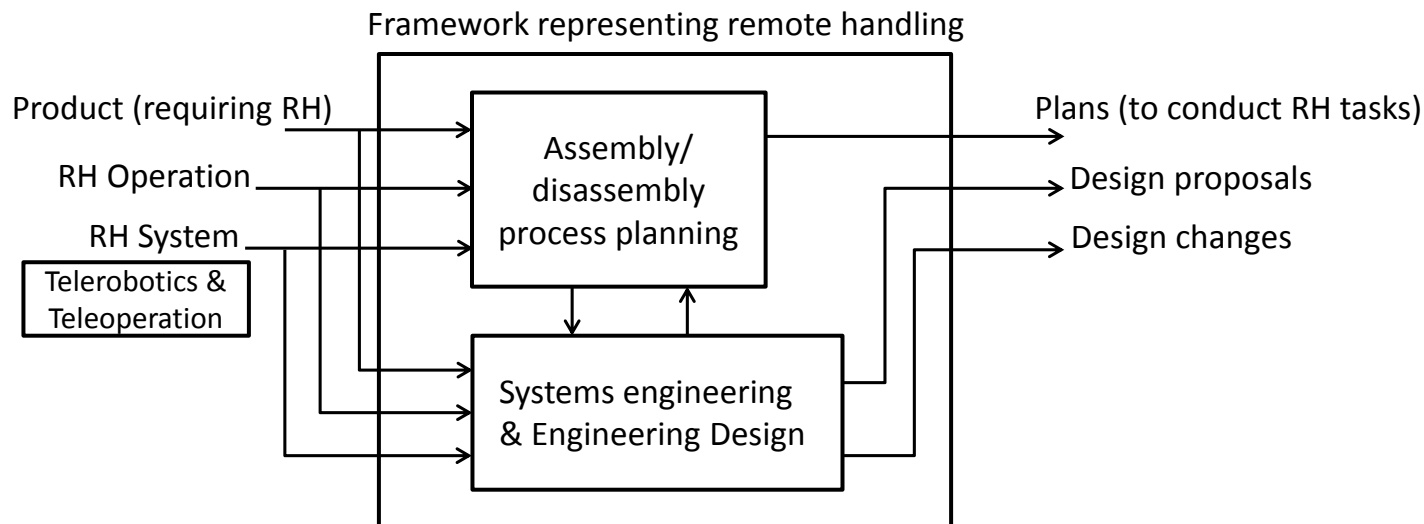 Framework representing remote handling
Product (requiring RH)
RH Operation
RH System
Telerobotics &
Teleoperation
Assembly/
disassembly
process planning
Systems engineering
& Engineering Design
Plans (to conduct RH tasks)
Design proposals
Design changes